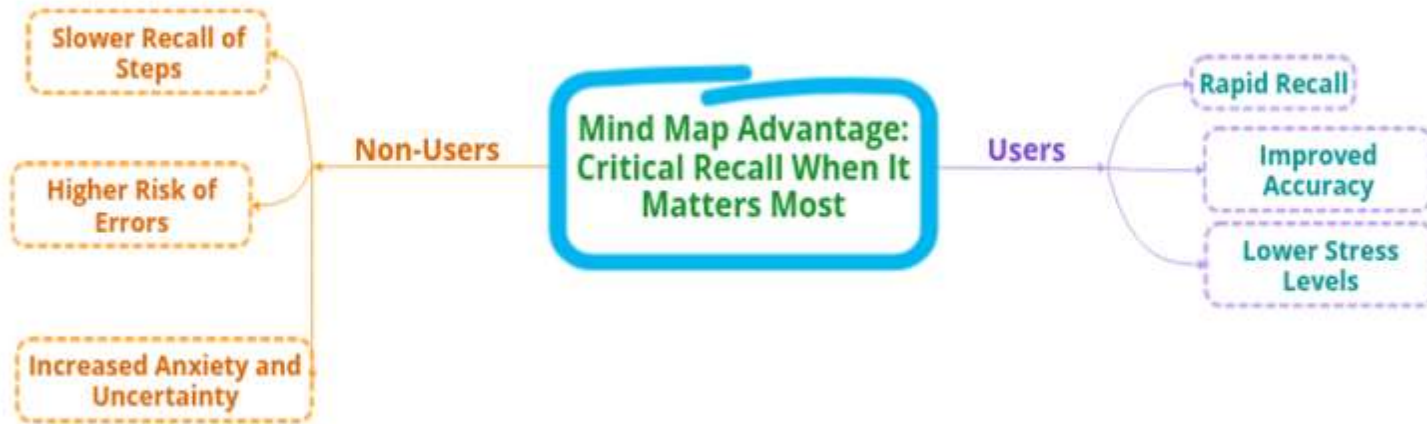 Slower Recall of
Steps
Non-Users
Higher Risk of
Errors
Increased Anxiety and
Uncertainty
Mind Map Advantage:
Critical Recall When It
Matters Most
Users
Rapid Recall
Improved
Accuracy
Lower Stress
Levels